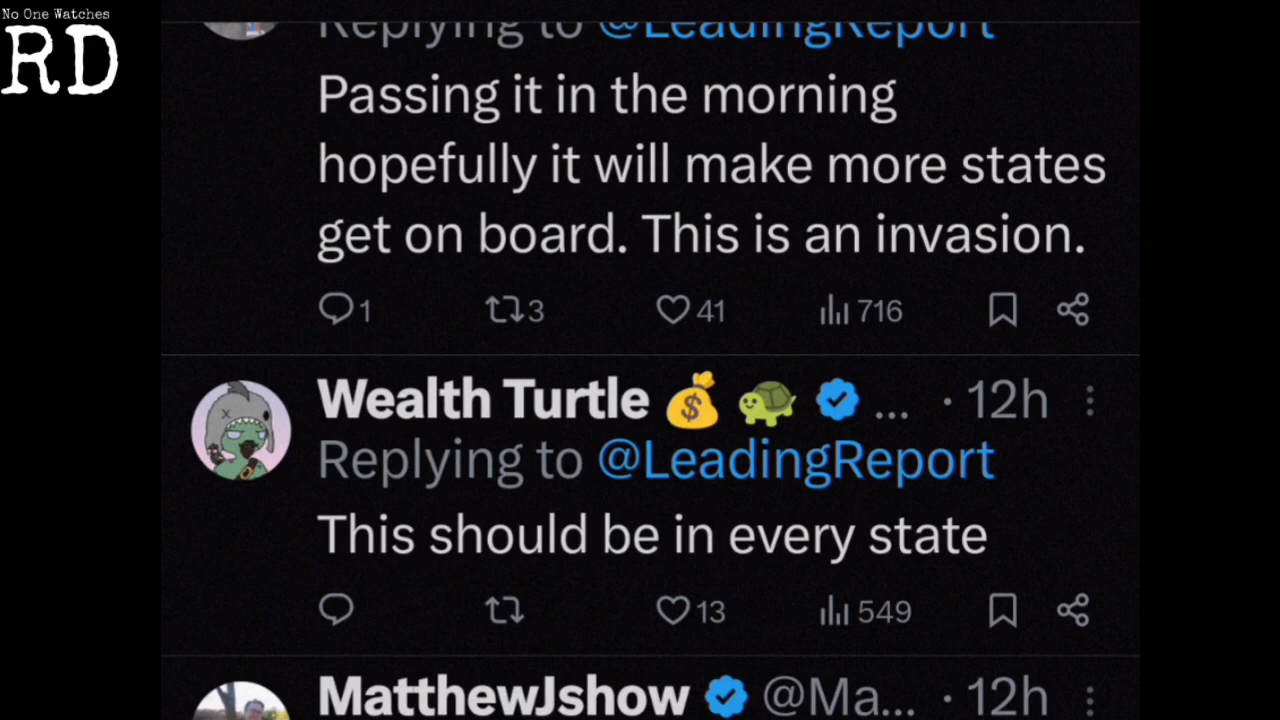 No One Watches
RD
Replying to @LeadingReport
Passing it in the morning
hopefully it will make more states
get on board. This is an invasion.
1 3 41 716
Wealth Turtle 💰 🐢 ... · 12h
Replying to @LeadingReport
This should be in every state
13 549
MatthewJshow @Ma... · 12h